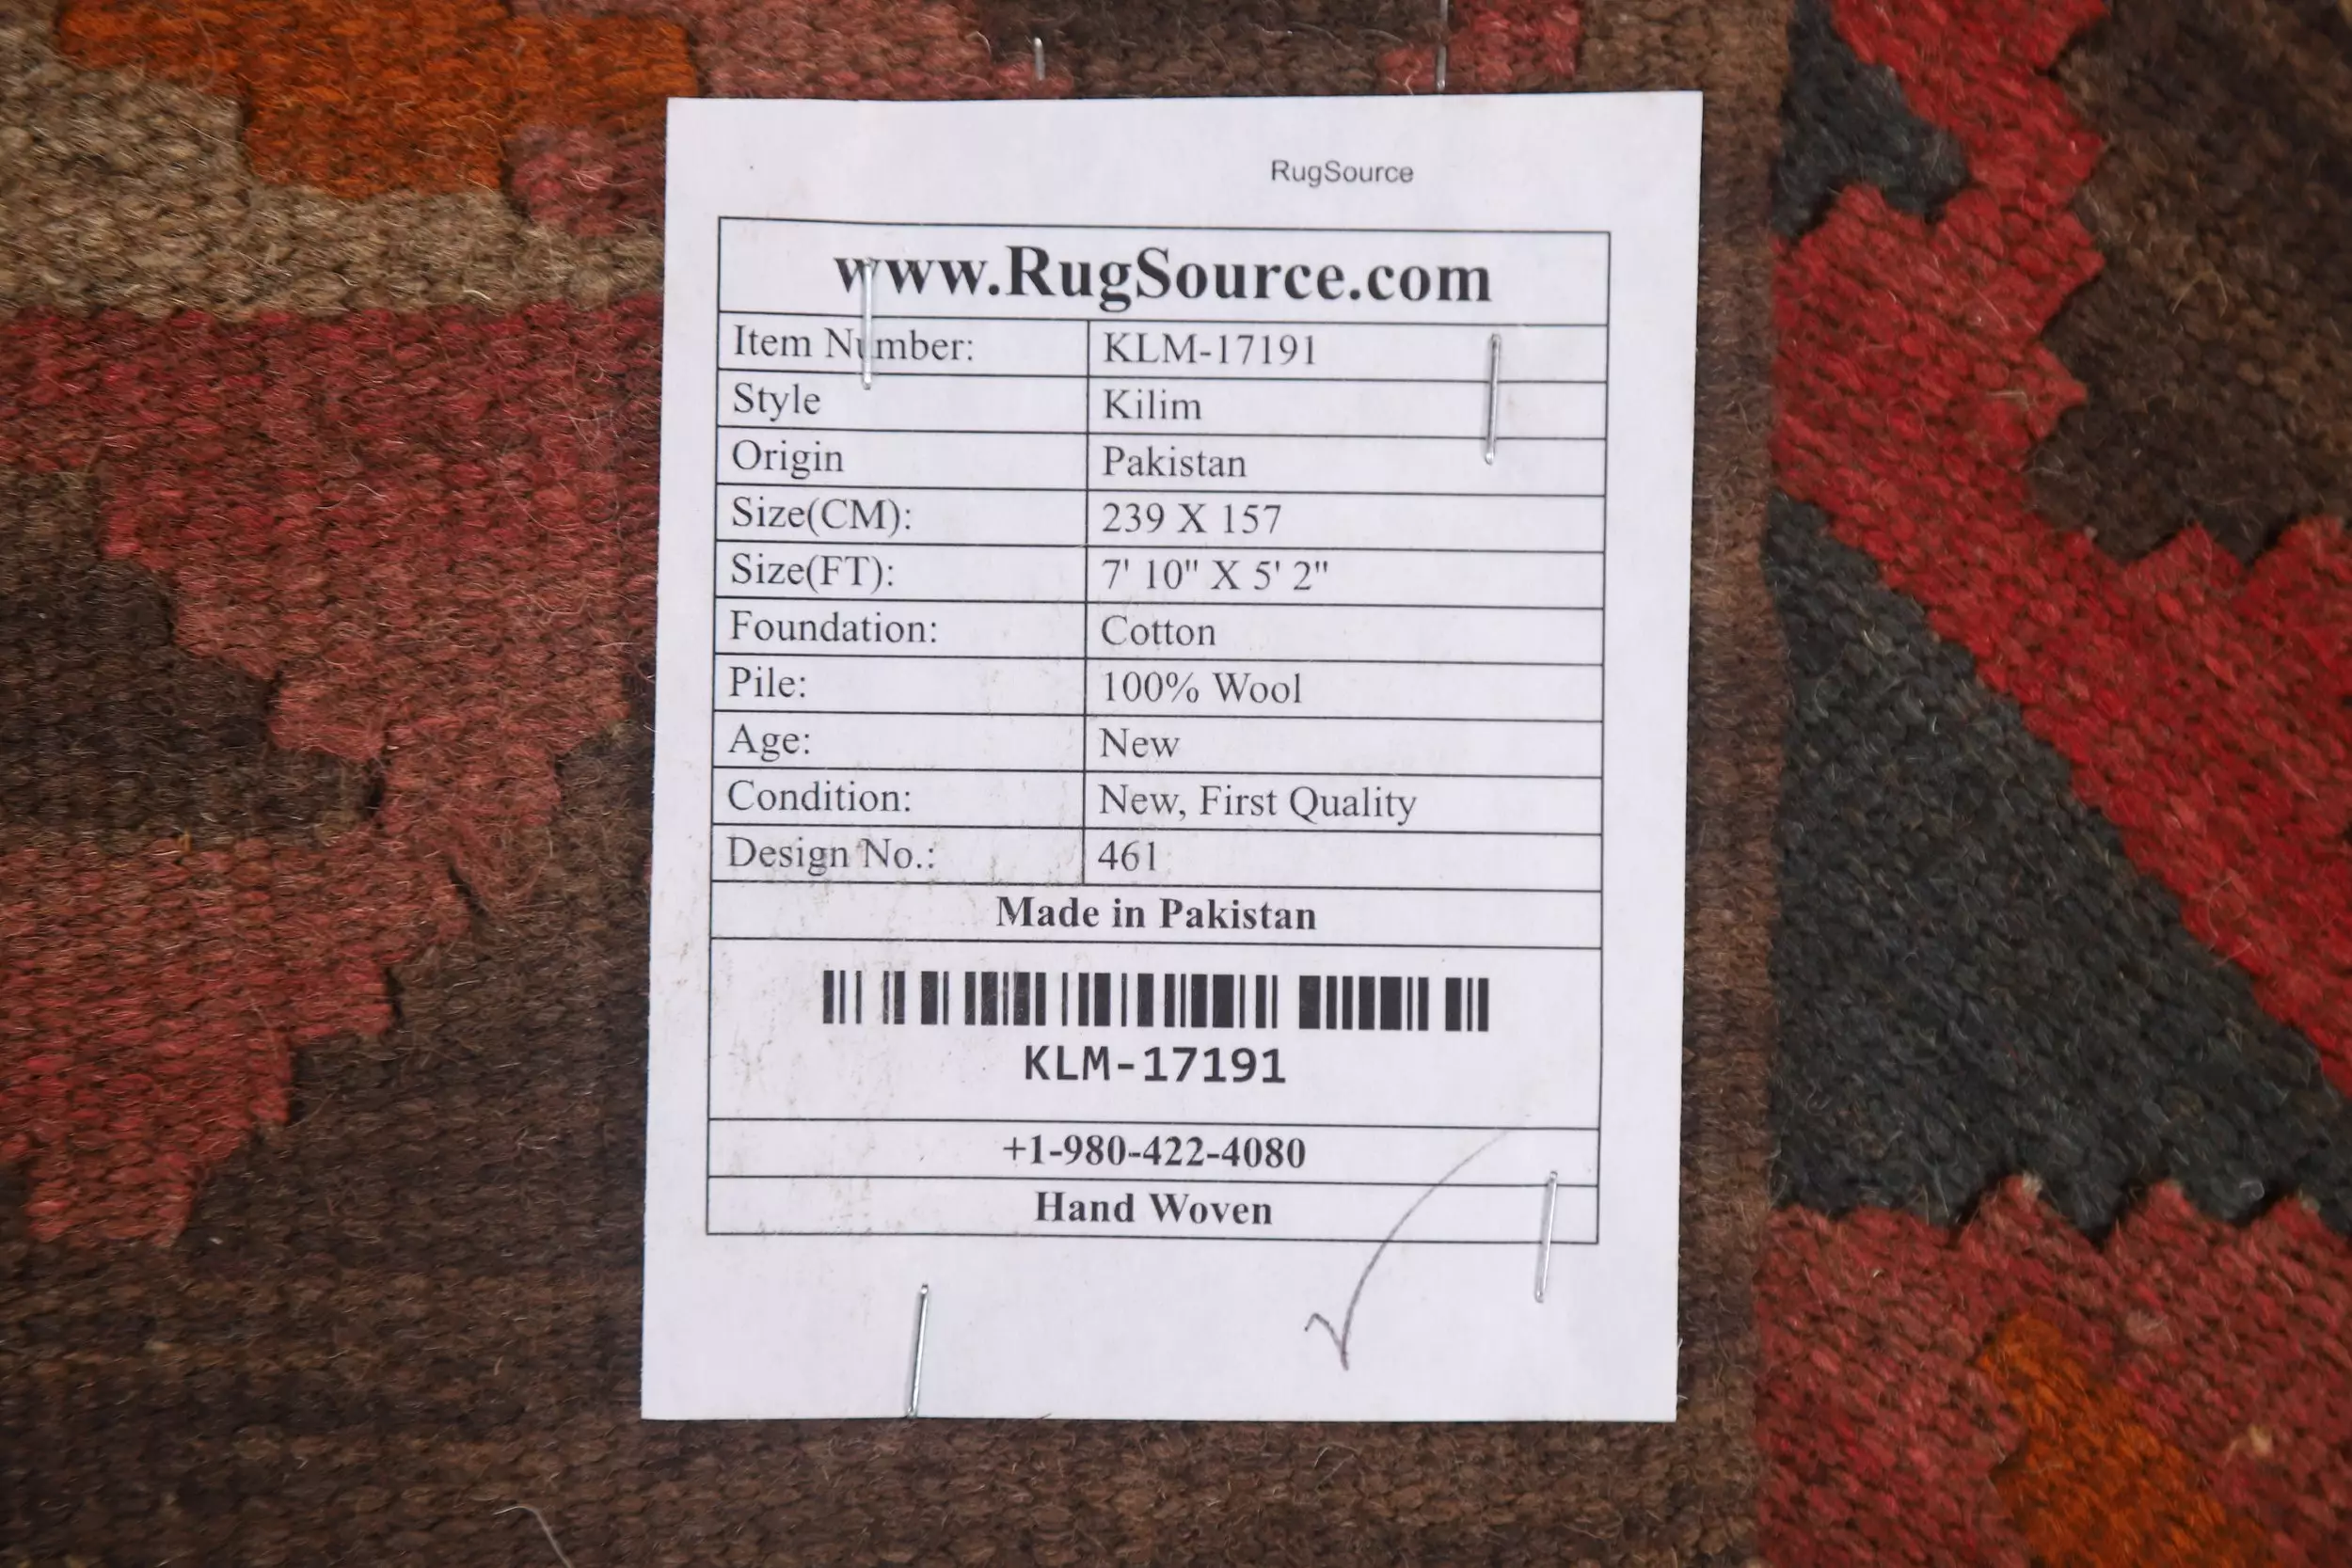 RugSource
www.RugSource.com
Item Number: KLM-17191
Style Kilim
Origin Pakistan
Size(CM): 239 X 157
Size(FT): 7' 10" X 5' 2"
Foundation: Cotton
Pile: 100% Wool
Age: New
Condition: New, First Quality
Design No.: 461
Made in Pakistan
KLM-17191
+1-980-422-4080
Hand Woven